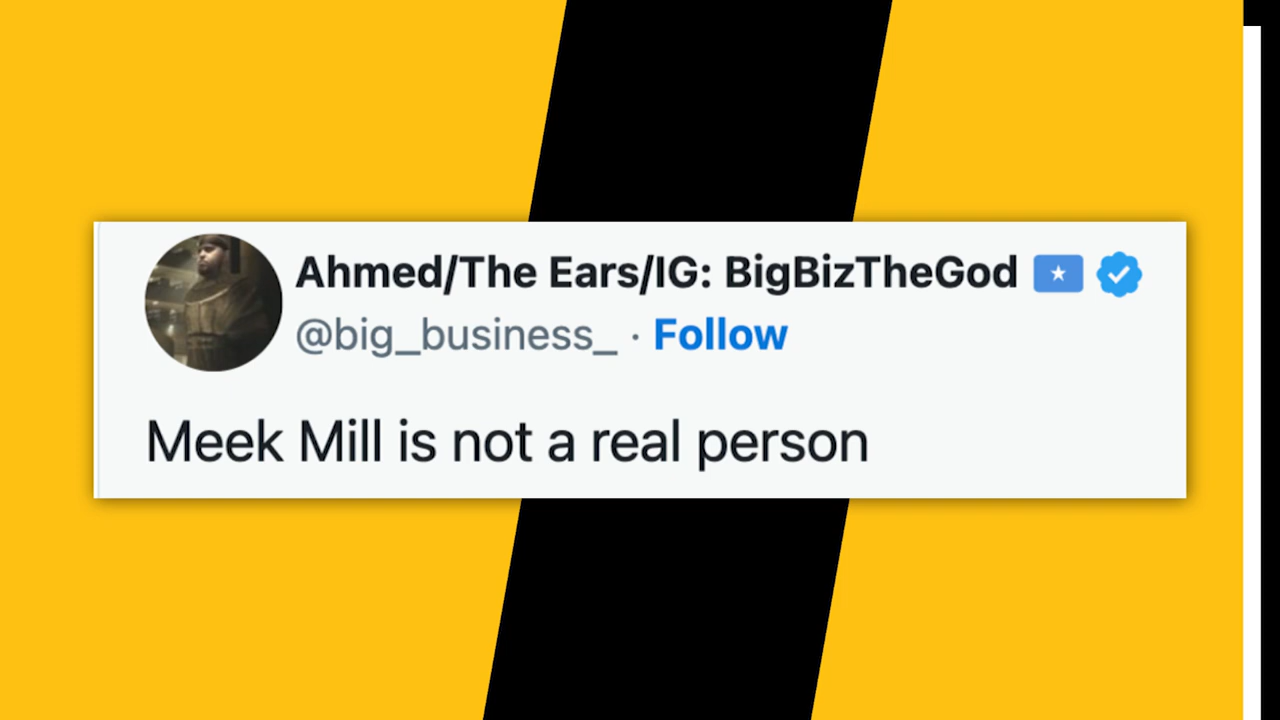 Ahmed/The Ears/IG: BigBizTheGod
@big_business_ · Follow
Meek Mill is not a real person